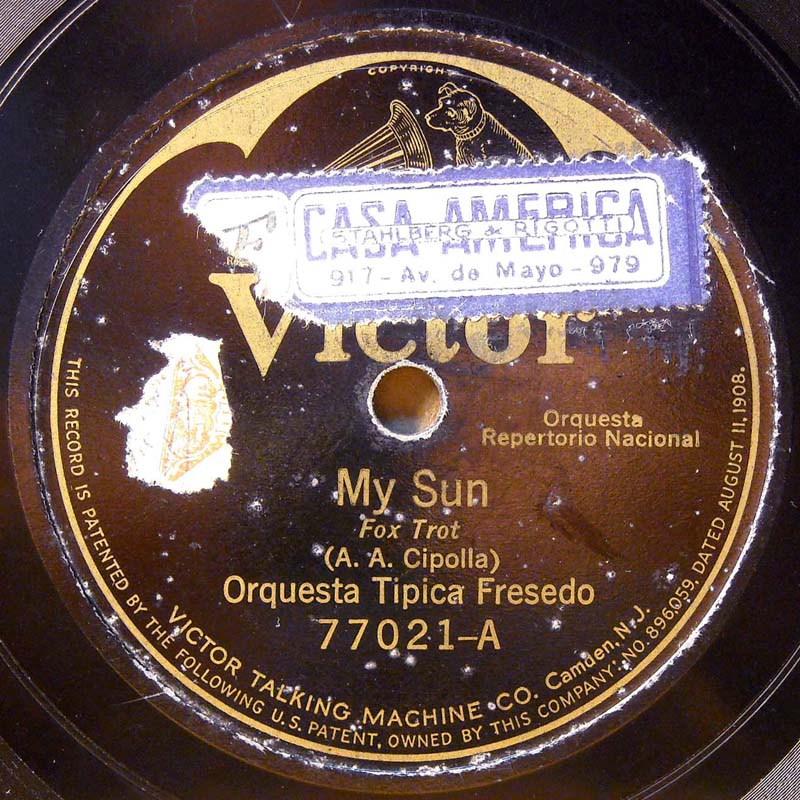 COPYRIGH
CASA AMERICA
STAHLBERG & RIGOTTI
917 - Av. de Mayo - 979
Victor
Orquesta
Repertorio Nacional
My Sun
Fox Trot
(A. A. Cipolla)
Orquesta Tipica Fresedo
77021-A
VICTOR TALKING MACHINE CO. Camden, N. J.
THIS RECORD IS PATENTED BY THE FOLLOWING U.S. PATENT, OWNED BY THIS COMPANY: NO. 896,059, DATED AUGUST 11, 1908.